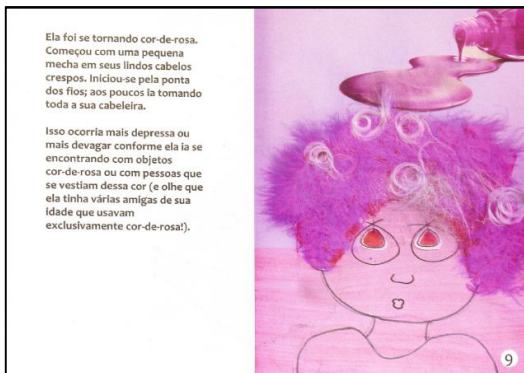 Ela foi se tornando cor-de-rosa.
Começou com uma pequena
mecha em seus lindos cabelos
crespos. Iniciou-se pela ponta
dos fios; aos poucos ia tomando
toda a sua cabeleira.
Isso ocorria mais depressa ou
mais devagar conforme ela ia se
encontrando com objetos
cor-de-rosa ou com pessoas que
se vestiam dessa cor (e olhe que
ela tinha várias amigas de sua
idade que usavam
exclusivamente cor-de-rosa!).
9